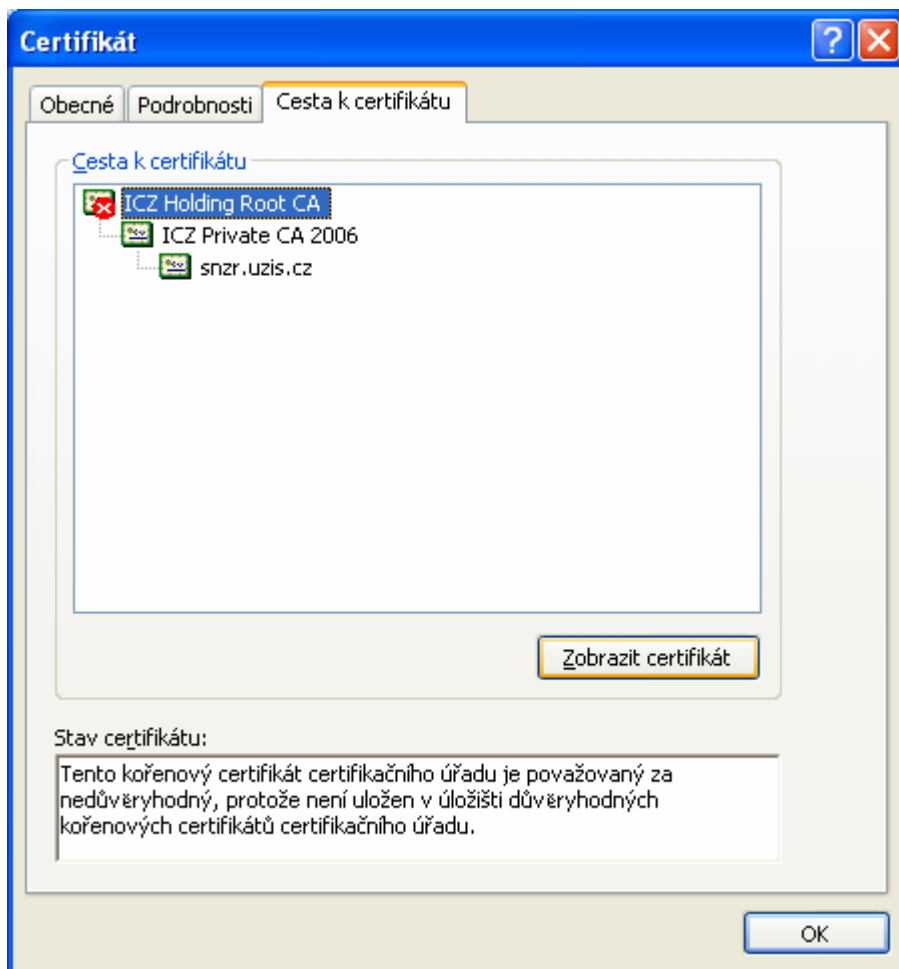 Certifikát
Obecné Podrobnosti Cesta k certifikátu
Cesta k certifikátu
ICZ Holding Root CA
ICZ Private CA 2006
snzr.uzis.cz
Zobrazit certifikát
Stav certifikátu:
Tento kořenový certifikát certifikačního úřadu je považovaný za
nedůvěryhodný, protože není uložen v úložišti důvěryhodných
kořenových certifikátů certifikačního úřadu.
OK